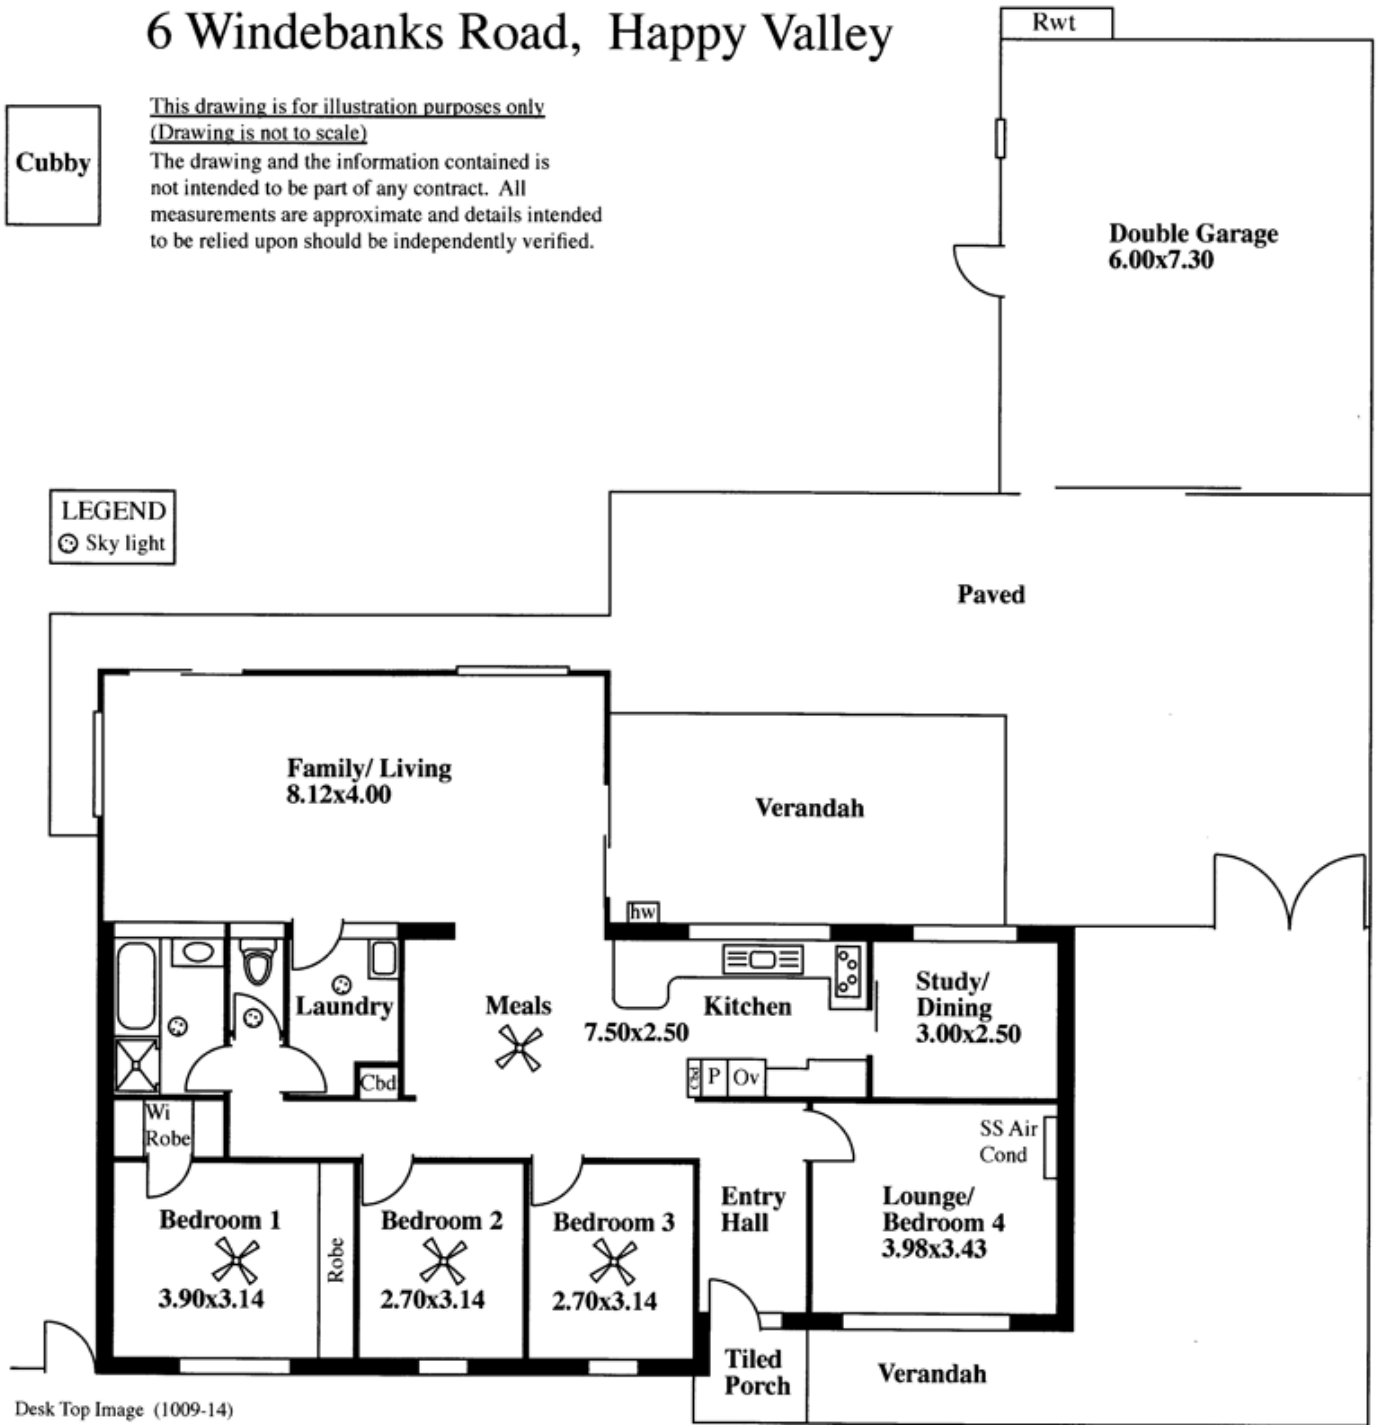 6 Windebanks Road, Happy Valley
Rwt
This drawing is for illustration purposes only
(Drawing is not to scale)
The drawing and the information contained is
not intended to be part of any contract. All
measurements are approximate and details intended
to be relied upon should be independently verified.
Cubby
Double Garage
6.00x7.30
LEGEND
Sky light
Paved
Family/ Living
8.12x4.00
Verandah
hw
Laundry
Meals
Kitchen
7.50x2.50
Study/
Dining
3.00x2.50
Cbd
Cbd
P
Ov
Wi
Robe
SS Air
Cond
Bedroom 1
3.90x3.14
Robe
Bedroom 2
2.70x3.14
Bedroom 3
2.70x3.14
Entry
Hall
Lounge/
Bedroom 4
3.98x3.43
Tiled
Porch
Verandah
Desk Top Image (1009-14)